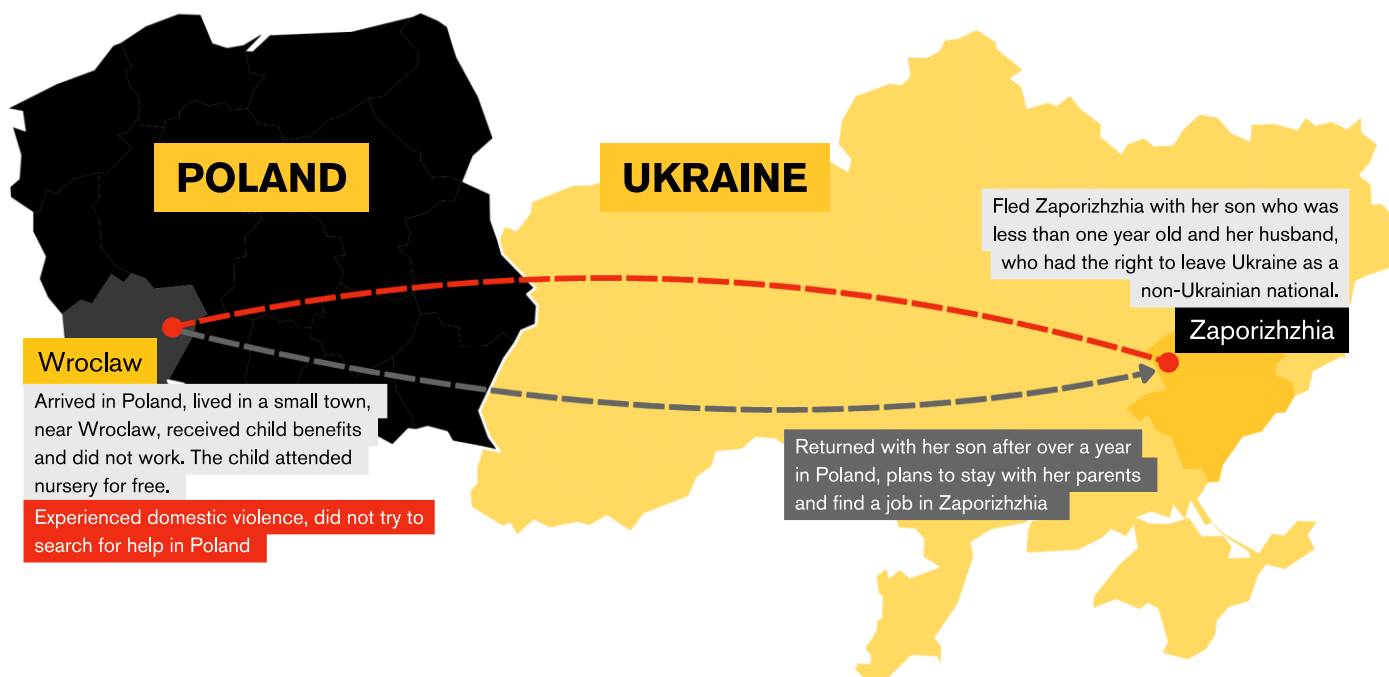 POLAND
UKRAINE
Fled Zaporizhzhia with her son who was
less than one year old and her husband,
who had the right to leave Ukraine as a
non-Ukrainian national.
Zaporizhzhia
Wroclaw
Arrived in Poland, lived in a small town,
near Wroclaw, received child benefits
and did not work. The child attended
nursery for free.
Experienced domestic violence, did not try to
search for help in Poland
Returned with her son after over a year
in Poland, plans to stay with her parents
and find a job in Zaporizhzhia